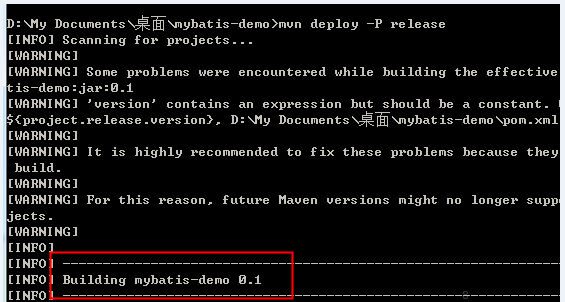 D:\My Documents\桌面\mybatis-demo>mvn deploy -P release
[INFO] Scanning for projects...
[WARNING]
[WARNING] Some problems were encountered while building the effective
tis-demo:jar:0.1
[WARNING] 'version' contains an expression but should be a constant.
${project.release.version}, D:\My Documents\桌面\mybatis-demo\pom.xml
[WARNING]
[WARNING] It is highly recommended to fix these problems because they
build.
[WARNING]
[WARNING] For this reason, future Maven versions might no longer supp
jects.
[WARNING]
[INFO]
[INFO] ------------------------------------------------------------------------
[INFO] Building mybatis-demo 0.1
[INFO] ------------------------------------------------------------------------